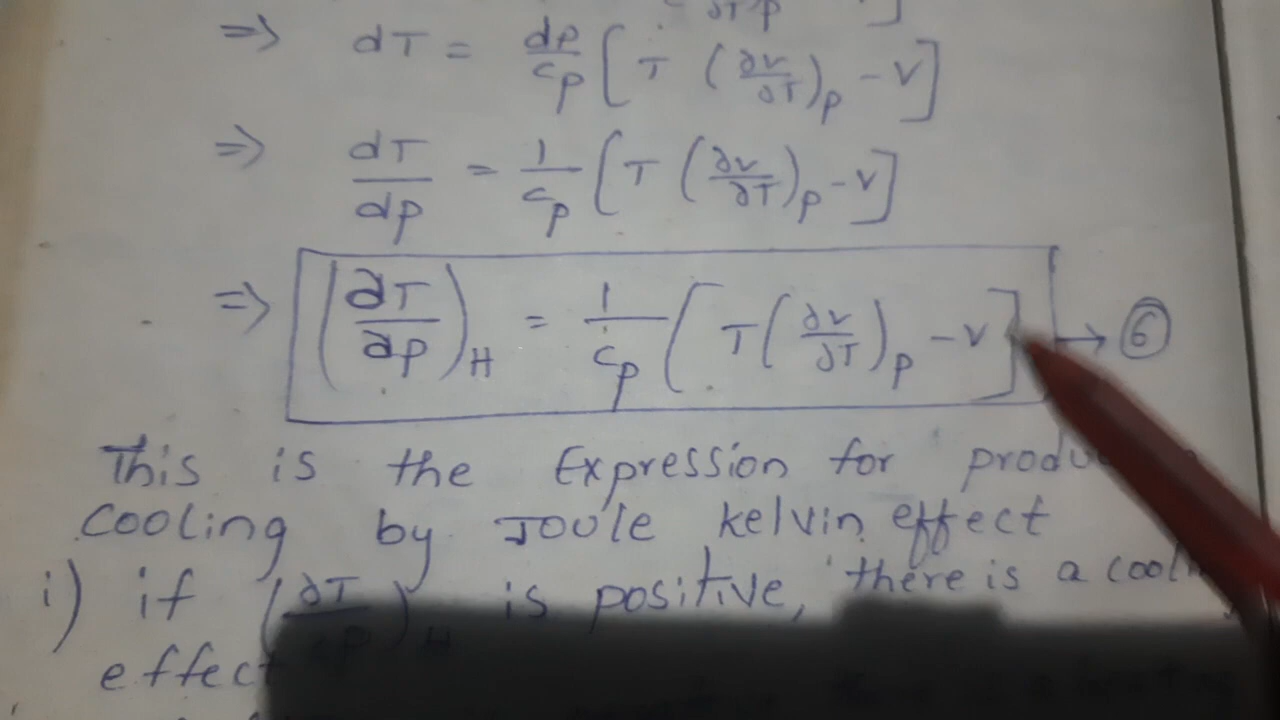 ∂T P ]
⇒ dT = dp/cp [ T (∂v/∂T)p - v ]
⇒ dT/dp = 1/cp [ T (∂v/∂T)p - v ]
⇒ (∂T/∂p)H = 1/cp [ T (∂v/∂T)p - v ] → 6
This is the Expression for
cooling by Joule kelvin effect
i) if (∂T/∂p)H is positive, there is a
effect